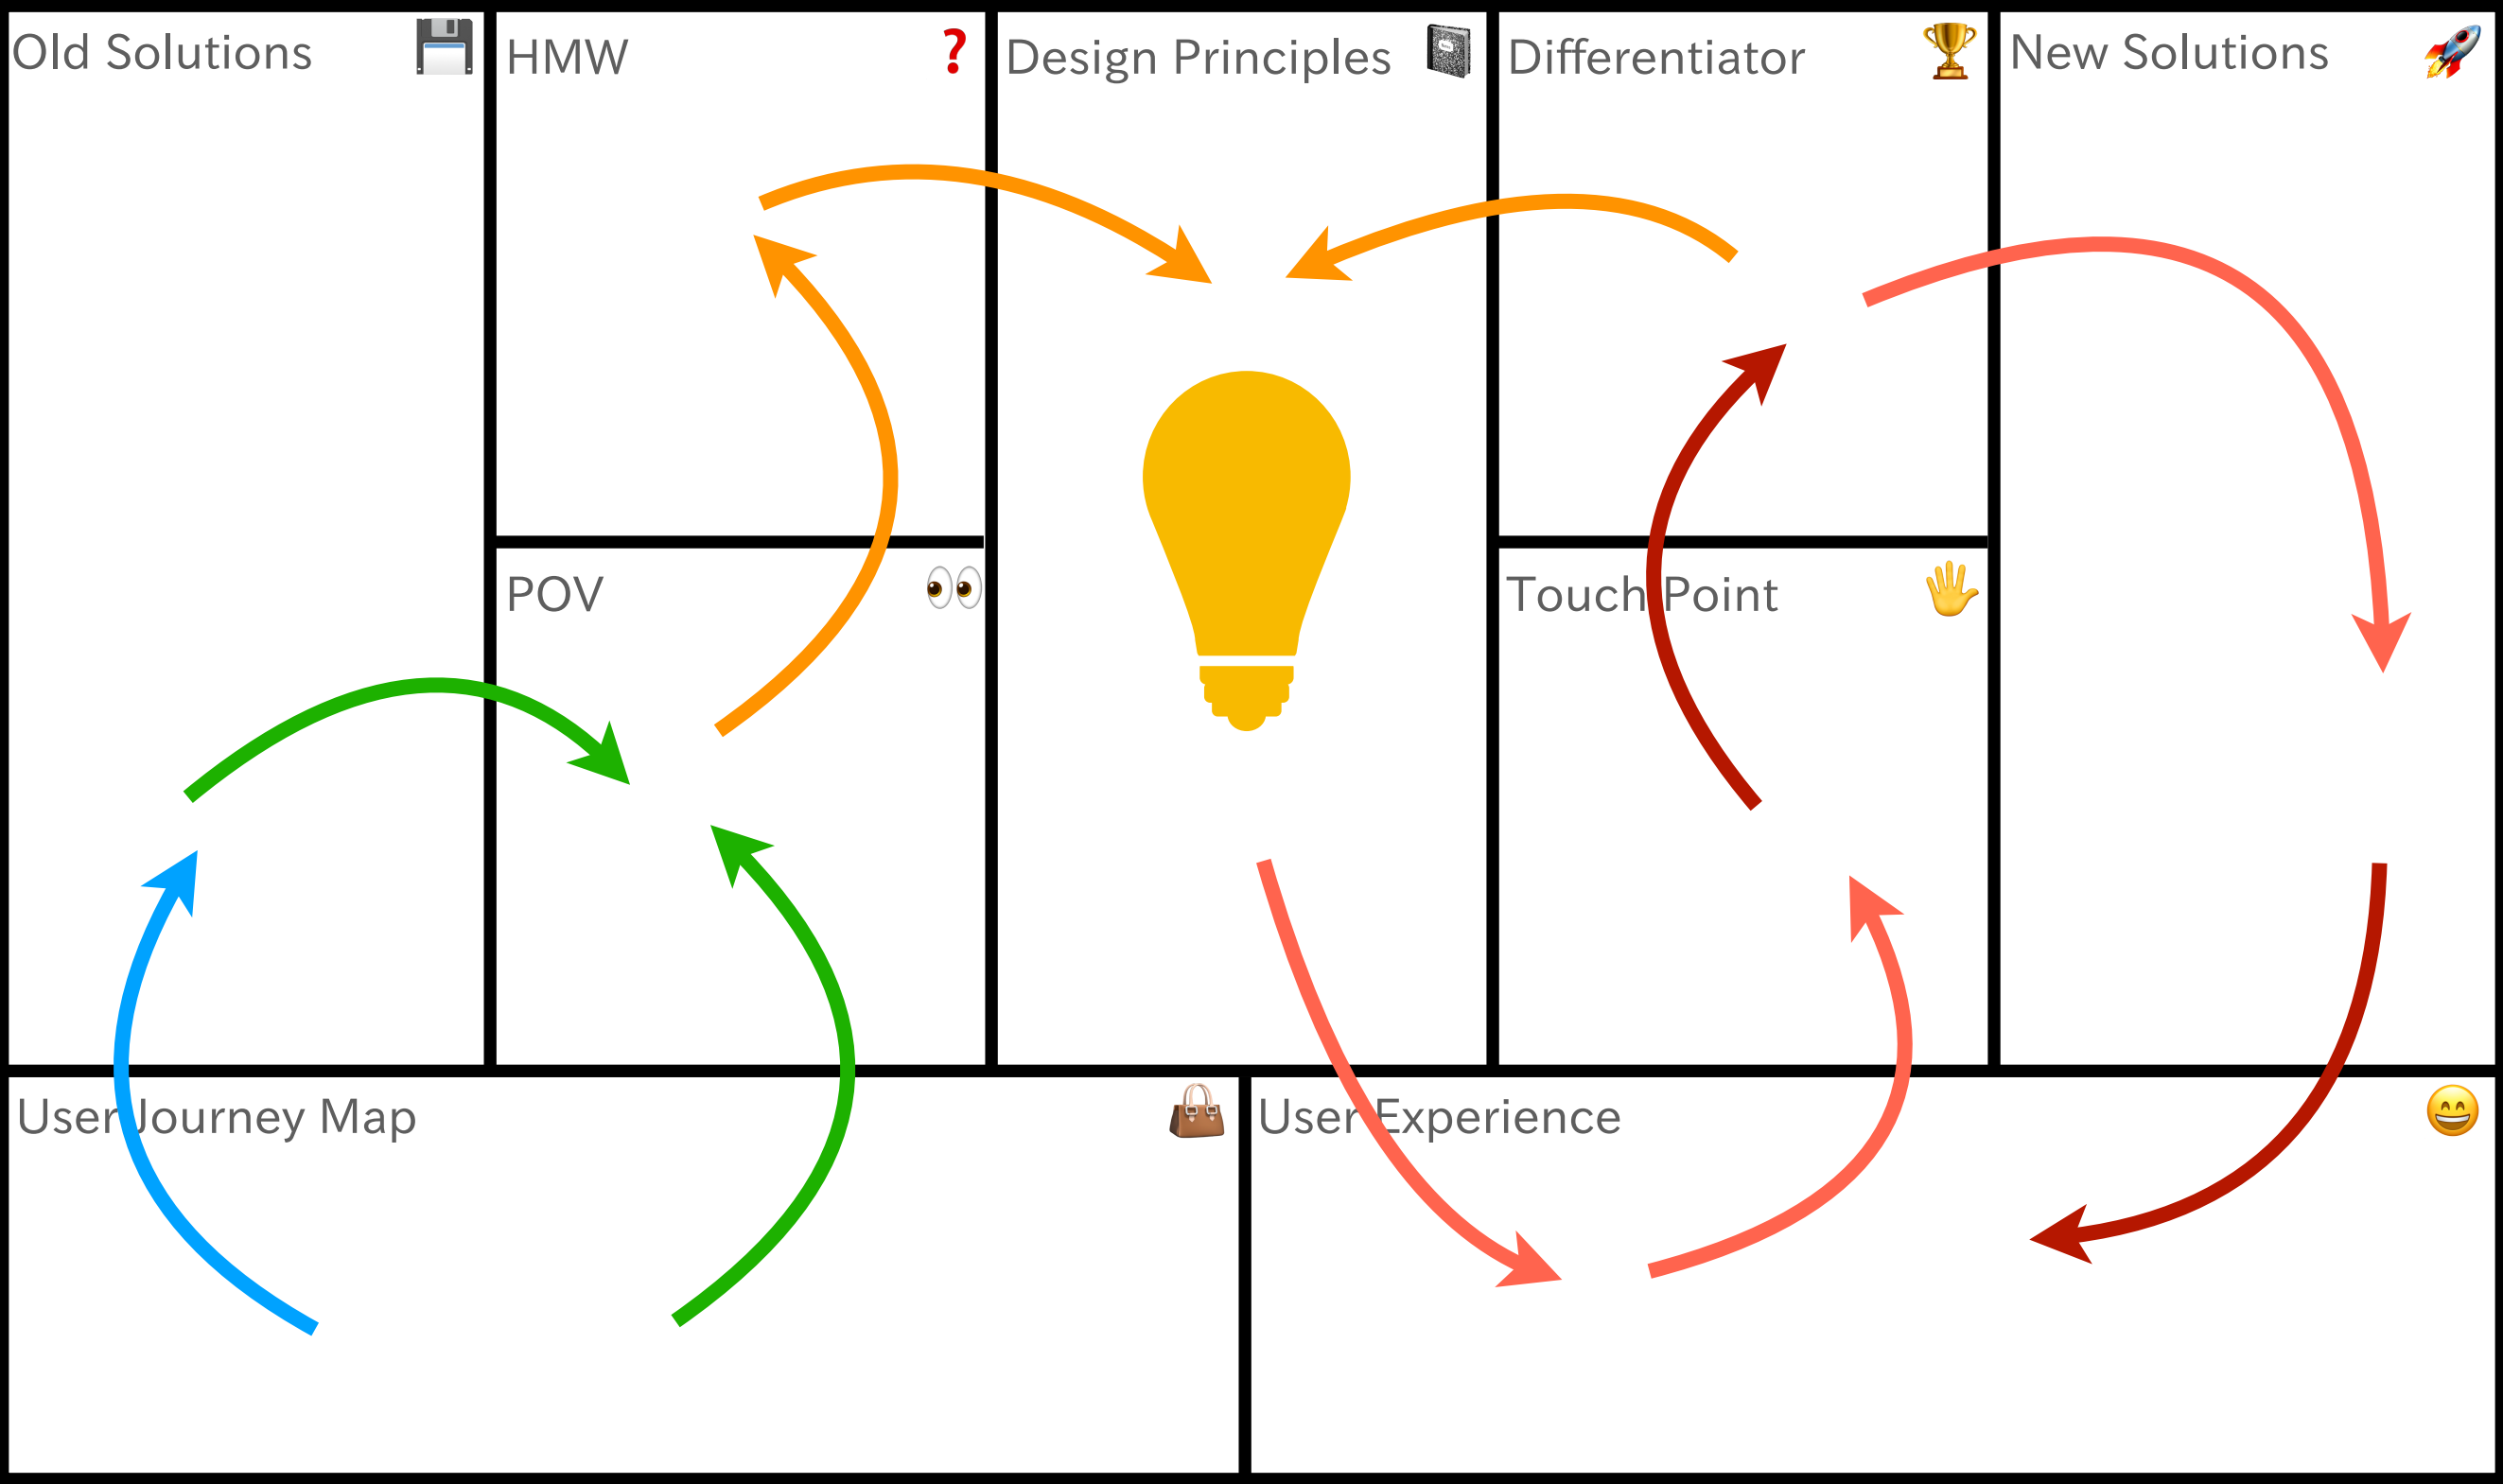 Old Solutions
HMW
Design Principles
Differentiator
New Solutions
POV
Touch Point
User Journey Map
User Experience